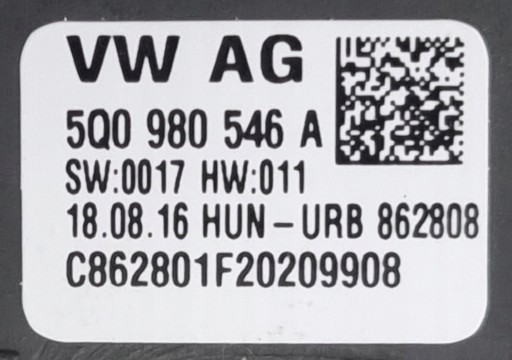 VW AG
5Q0 980 546 A
SW:0017 HW:011
18.08.16 HUN-URB 862808
C862801F20209908